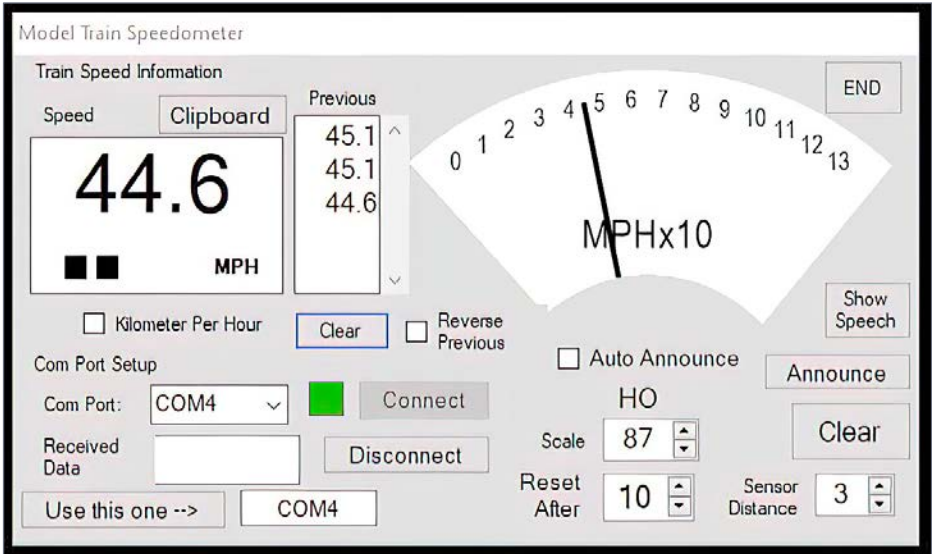 Model Train Speedometer
Train Speed Information
END
Speed
Clipboard
Previous
44.6
MPH
45.1
45.1
44.6
0 1 2 3 4 5 6 7 8 9 10 11 12 13
MPHx10
Kilometer Per Hour
Clear
Reverse
Previous
Show
Speech
Com Port Setup
Auto Announce
Announce
Com Port:
COM4
Connect
HO
Scale
87
Clear
Received
Data
Disconnect
Reset
After
10
Sensor
Distance
3
Use this one -->
COM4